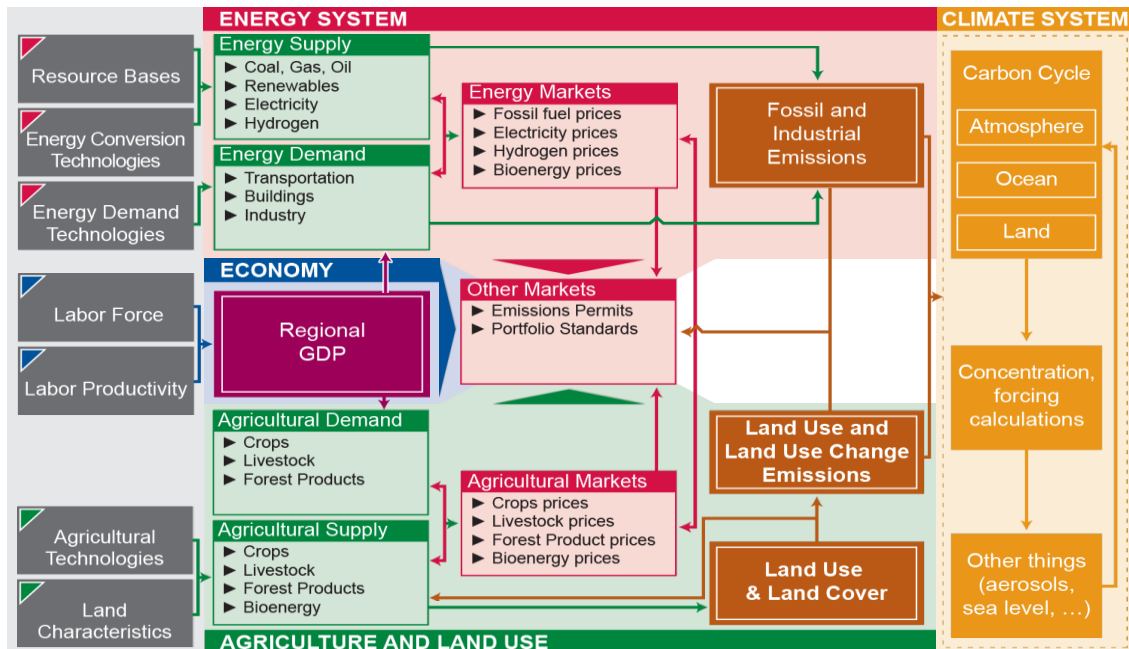 ENERGY SYSTEM
CLIMATE SYSTEM
Resource Bases
Energy Conversion
Technologies
Energy Demand
Technologies
Labor Force
Labor Productivity
Agricultural
Technologies
Land
Characteristics
Energy Supply
► Coal, Gas, Oil
► Renewables
► Electricity
► Hydrogen
Energy Demand
► Transportation
► Buildings
► Industry
Energy Markets
► Fossil fuel prices
► Electricity prices
► Hydrogen prices
► Bioenergy prices
Fossil and
Industrial
Emissions
ECONOMY
Regional
GDP
Other Markets
► Emissions Permits
► Portfolio Standards
Agricultural Demand
► Crops
► Livestock
► Forest Products
Agricultural Supply
► Crops
► Livestock
► Forest Products
► Bioenergy
Agricultural Markets
► Crops prices
► Livestock prices
► Forest Product prices
► Bioenergy prices
Land Use and
Land Use Change
Emissions
Land Use
& Land Cover
AGRICULTURE AND LAND USE
Carbon Cycle
Atmosphere
Ocean
Land
Concentration,
forcing
calculations
Other things
(aerosols,
sea level, ...)